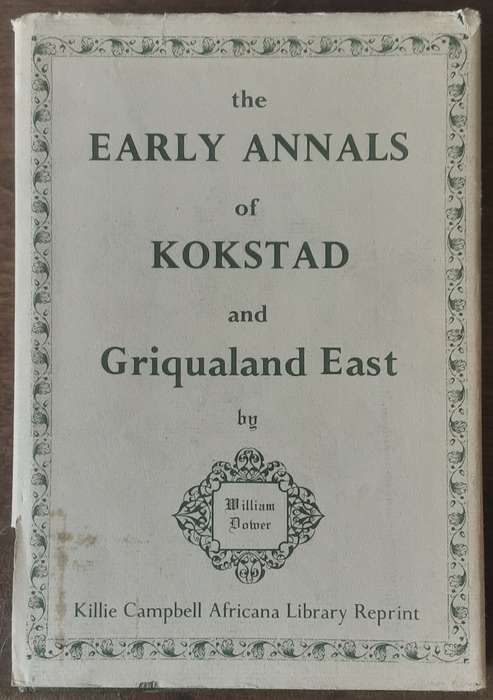 the
EARLY ANNALS
of
KOKSTAD
and
Griqualand East
by
William
Dower
Killie Campbell Africana Library Reprint